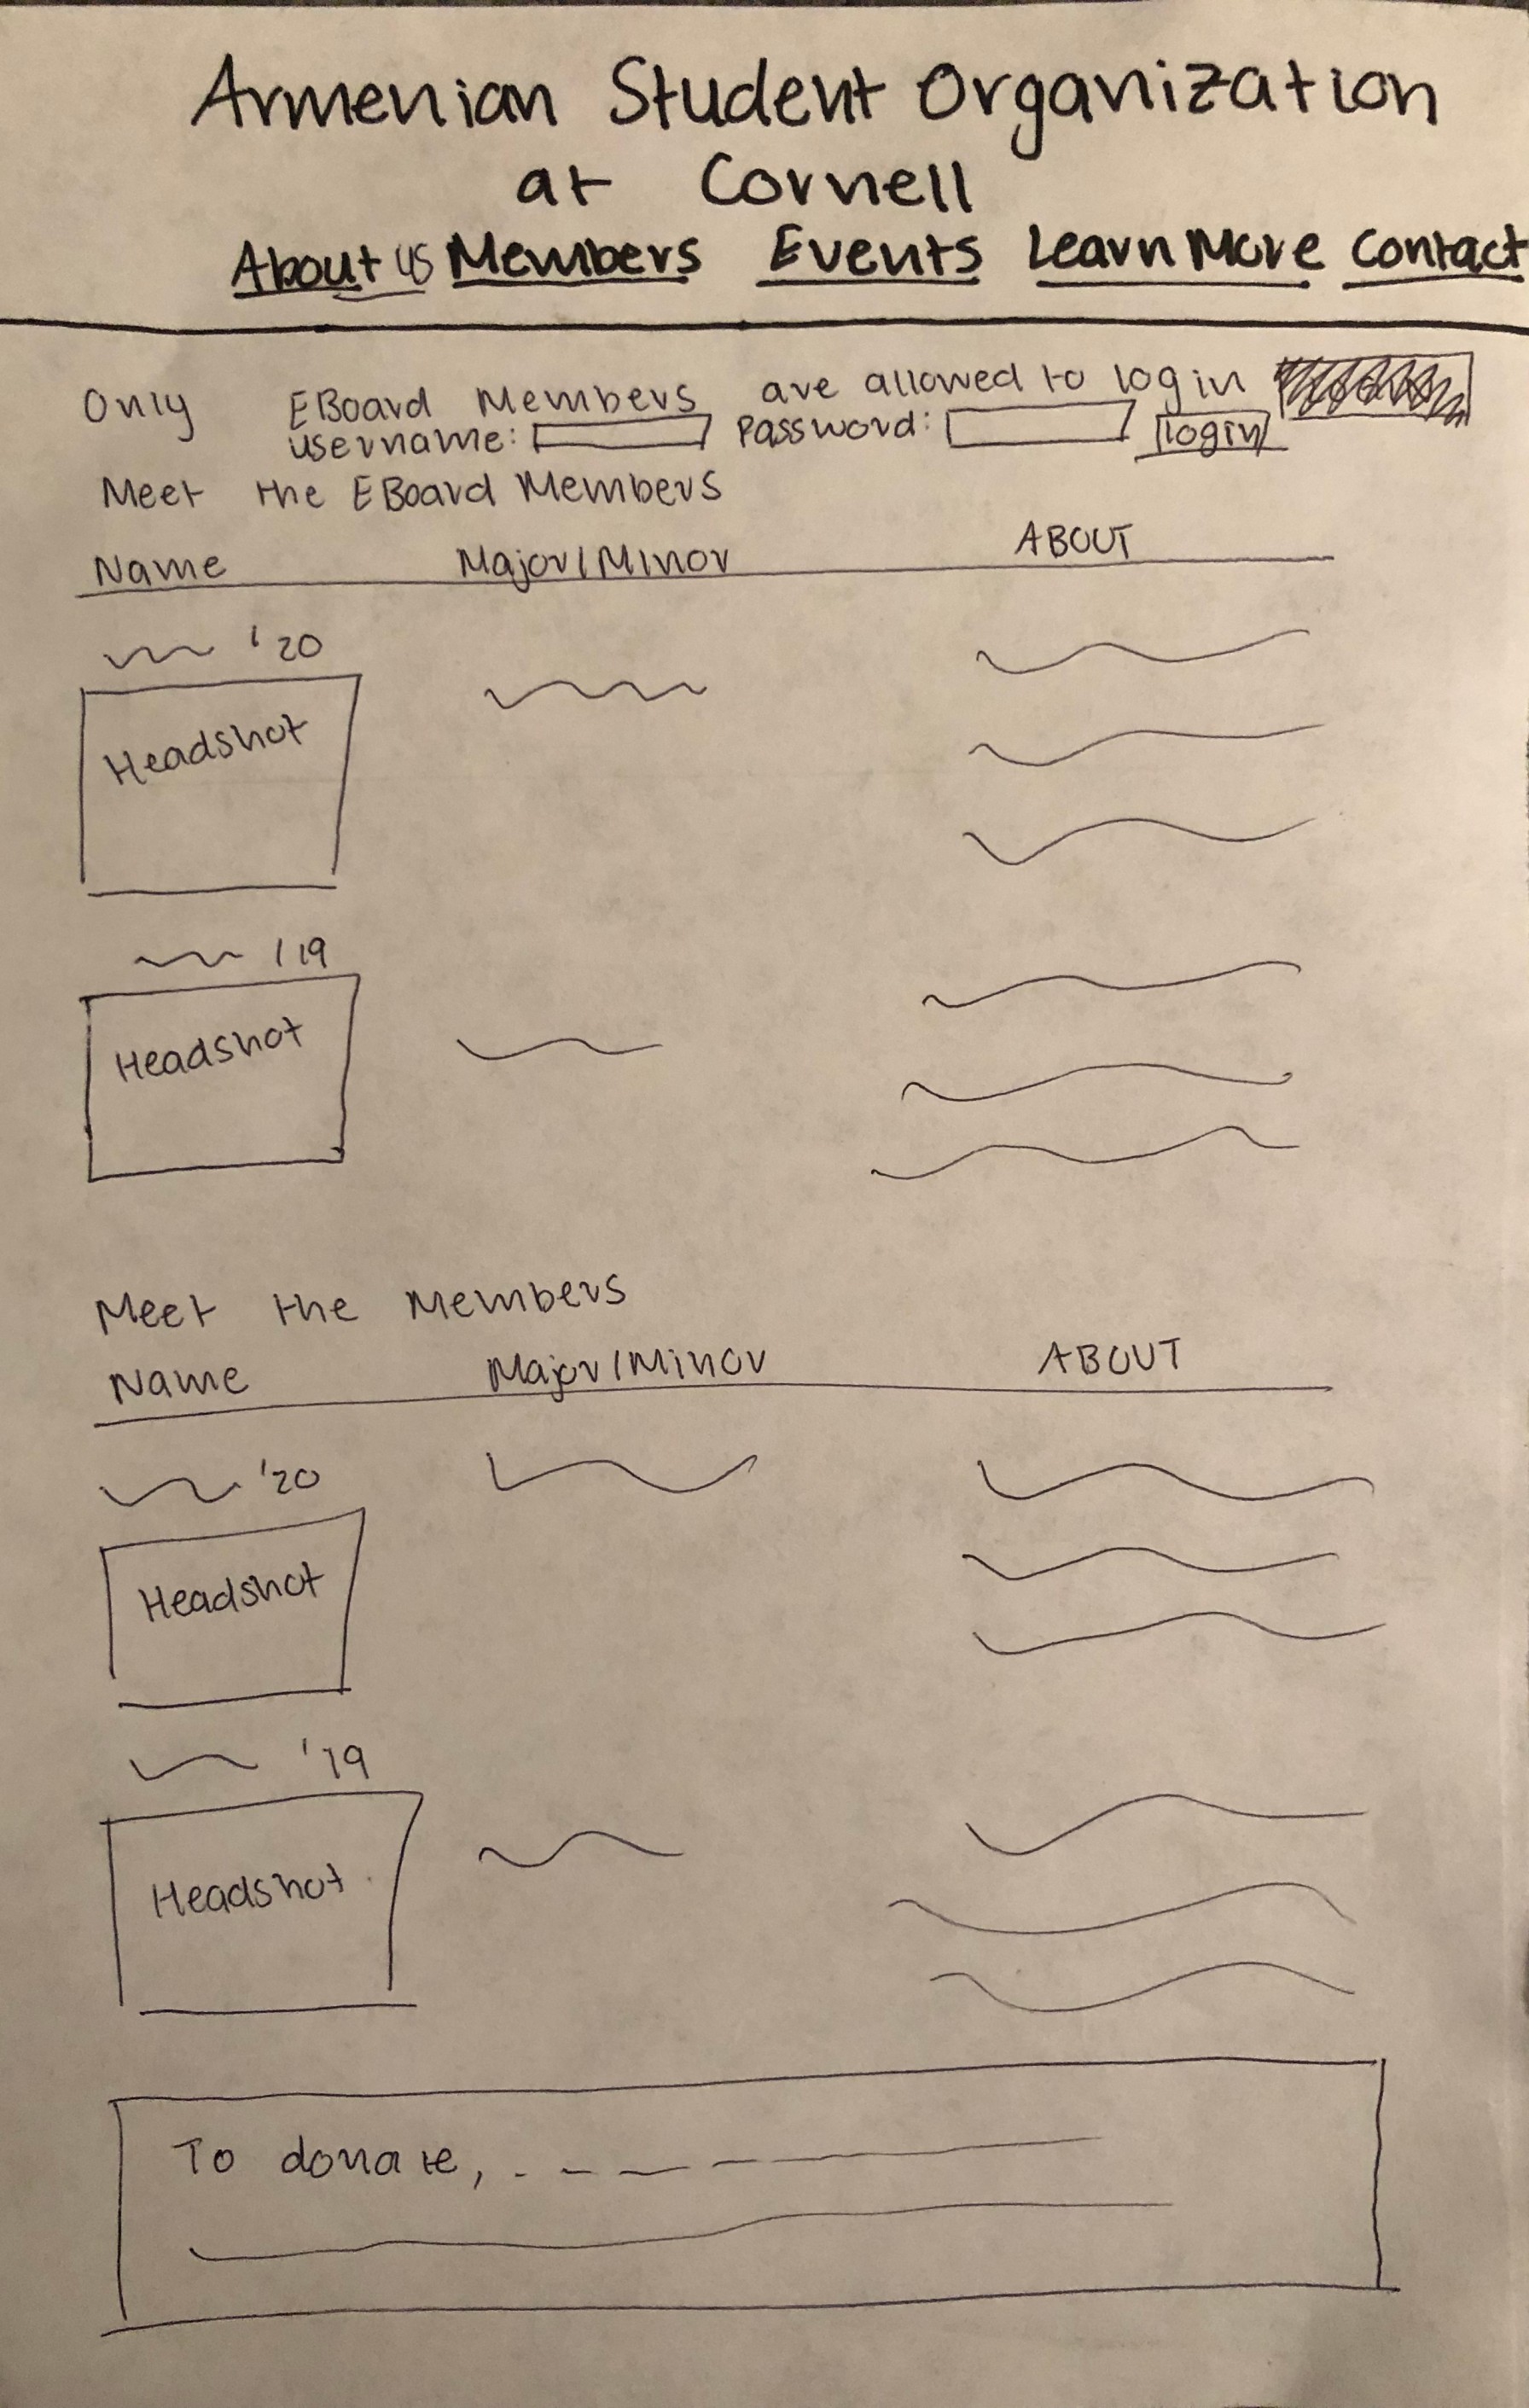 Armenian Student Organization
at Cornell
About us Members Events Learn More Contact
Only EBoard Members are allowed to log in
username: Password: login
Meet the EBoard Members
Name Major/Minor ABOUT
'20
Headshot
'19
Headshot
Meet the Members
Name Major/Minor ABOUT
'20
Headshot
'19
Headshot
To donate,